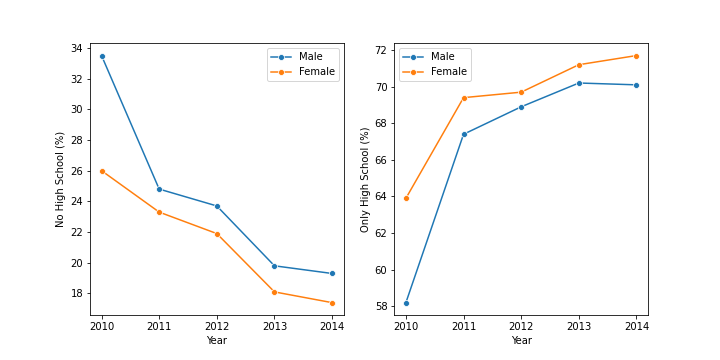 No High School (%)
34
32
30
28
26
24
22
20
18
2010 2011 2012 2013 2014
Year
Male
Female
Only High School (%)
72
70
68
66
64
62
60
58
2010 2011 2012 2013 2014
Year
Male
Female